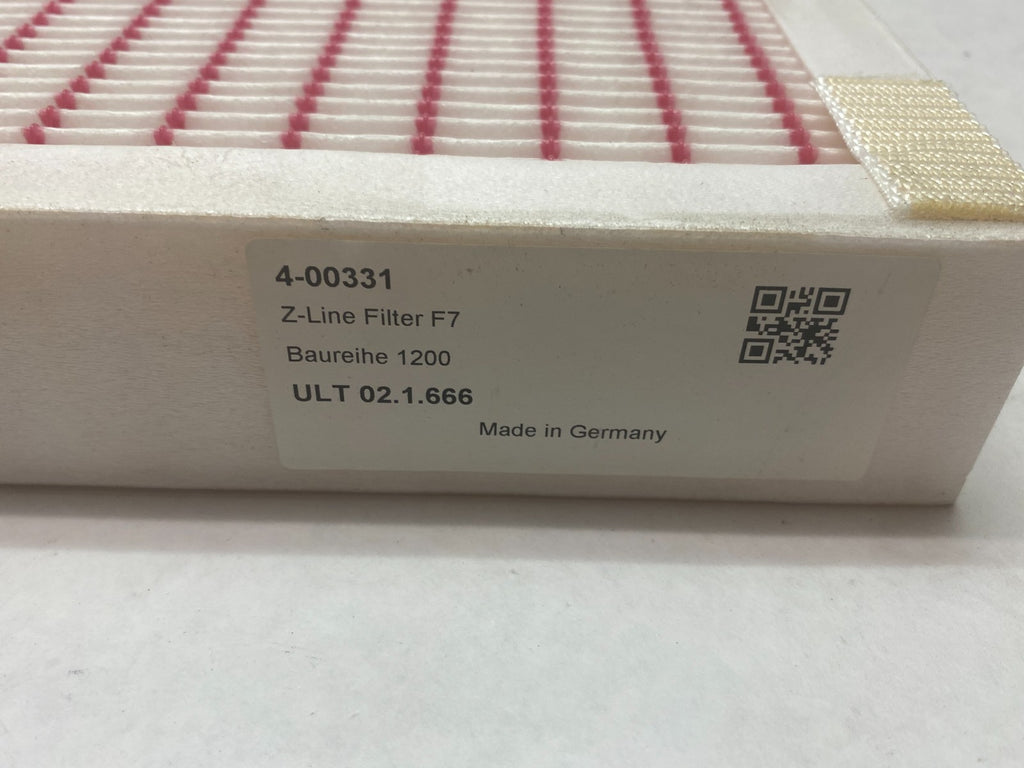 4-00331
Z-Line Filter F7
Baureihe 1200
ULT 02.1.666
Made in Germany